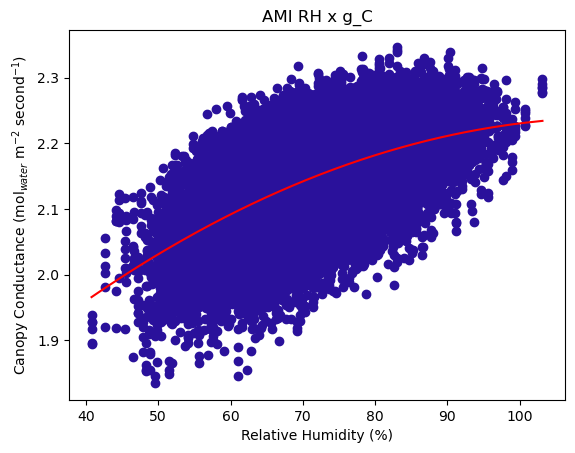 AMI RH x g_C
Canopy Conductance (mol_water m⁻² second⁻¹)
2.3
2.2
2.1
2.0
1.9
40 50 60 70 80 90 100
Relative Humidity (%)